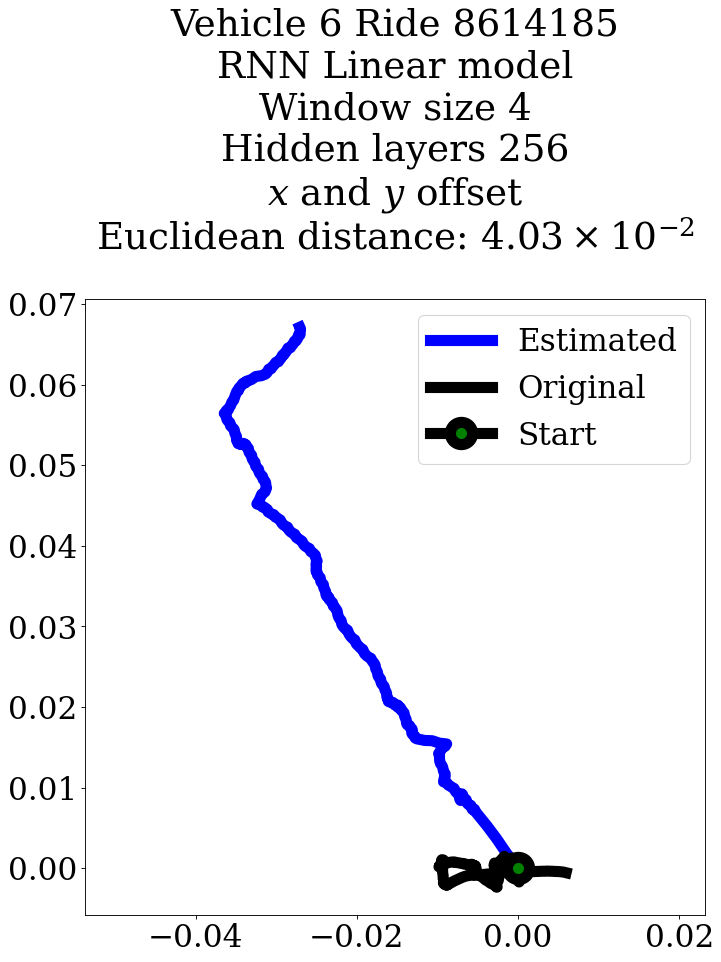 Vehicle 6 Ride 8614185
RNN Linear model
Window size 4
Hidden layers 256
x and y offset
Euclidean distance: 4.03 × 10⁻²
0.07
0.06
0.05
0.04
0.03
0.02
0.01
0.00
Estimated
Original
Start
−0.04 −0.02 0.00 0.02